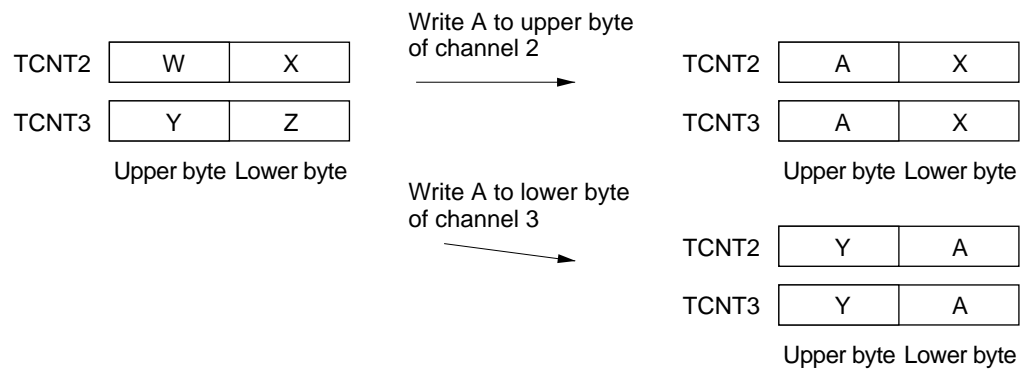 Write A to upper byte
of channel 2
TCNT2 W X
TCNT3 Y Z
Upper byte Lower byte
TCNT2 A X
TCNT3 A X
Upper byte Lower byte
Write A to lower byte
of channel 3
TCNT2 Y A
TCNT3 Y A
Upper byte Lower byte